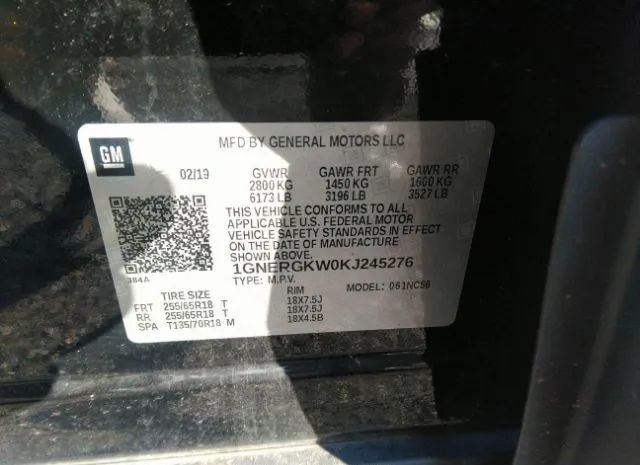 GM
MFD BY GENERAL MOTORS LLC
02/19 GVWR GAWR FRT GAWR RR
2800 KG 1450 KG 1600 KG
6173 LB 3196 LB 3527 LB
THIS VEHICLE CONFORMS TO ALL
APPLICABLE U.S. FEDERAL MOTOR
VEHICLE SAFETY STANDARDS IN EFFECT
ON THE DATE OF MANUFACTURE
SHOWN ABOVE.
384A
1GNERGKW0KJ245276
TYPE: M.P.V. MODEL: 061NC56
TIRE SIZE RIM
FRT 255/65R18 T 18X7.5J
RR 255/65R18 T 18X7.5J
SPA T135/70R18 M 18X4.5B